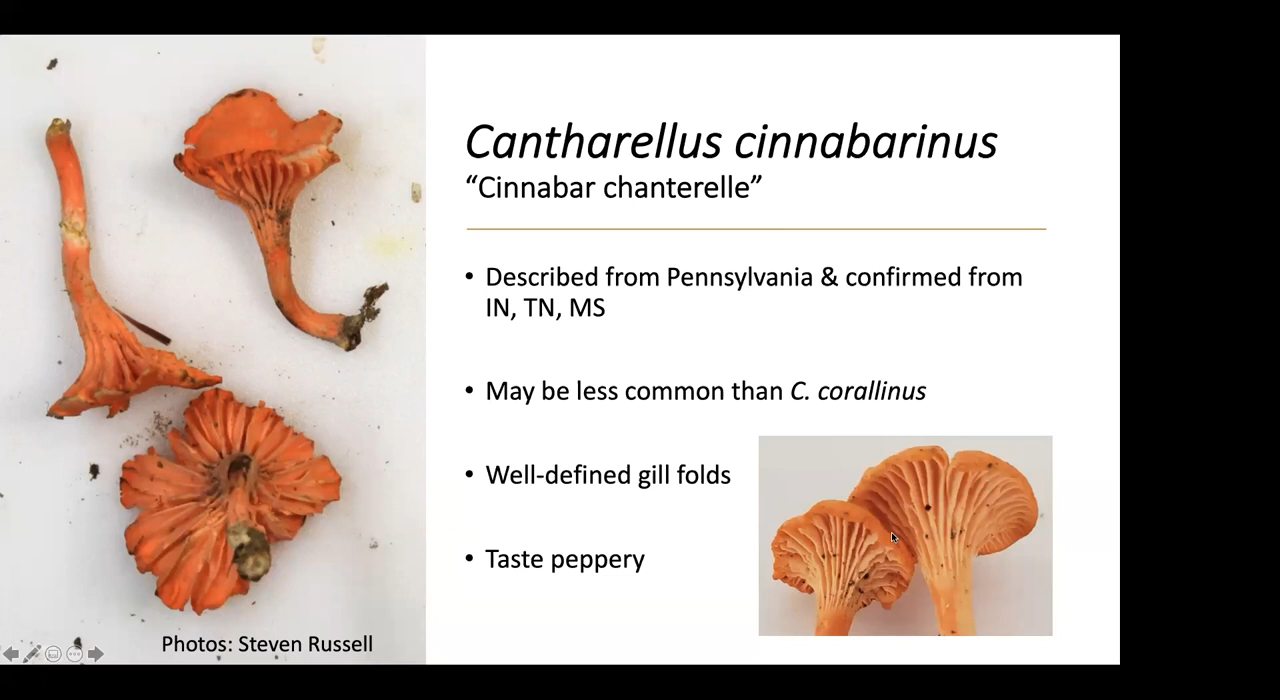 Cantharellus cinnabarinus
“Cinnabar chanterelle”
• Described from Pennsylvania & confirmed from
IN, TN, MS
• May be less common than C. corallinus
• Well-defined gill folds
• Taste peppery
Photos: Steven Russell